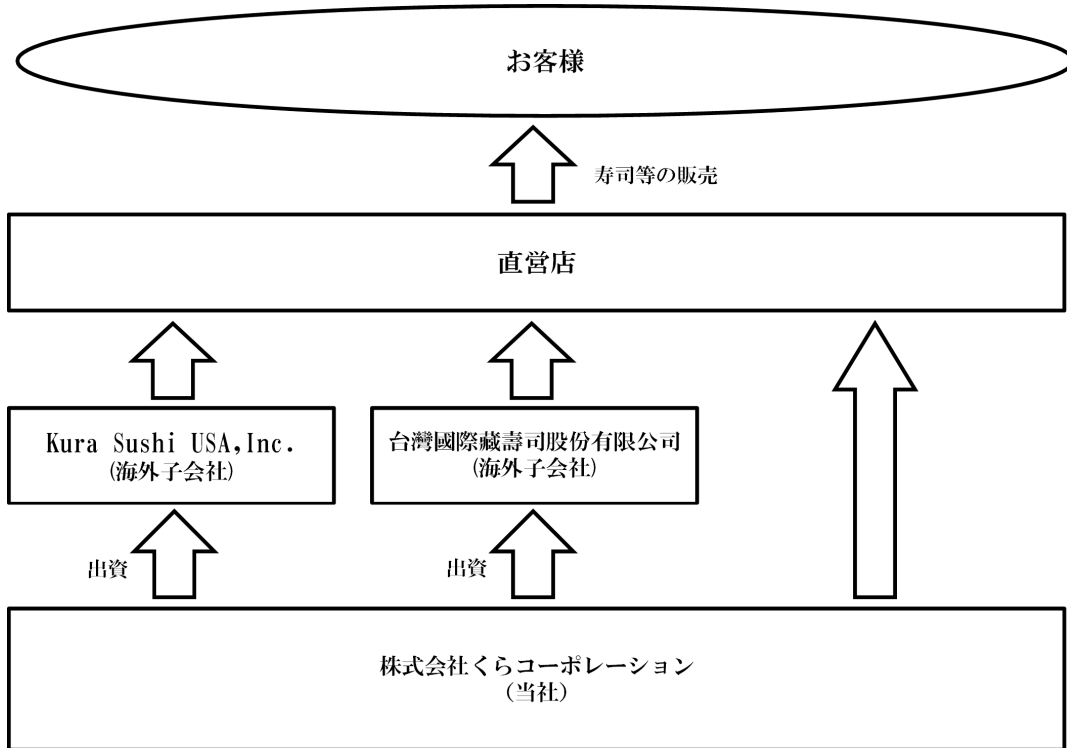 お客様
寿司等の販売
直営店
Kura Sushi USA,Inc.
(海外子会社)
台灣國際藏壽司股份有限公司
(海外子会社)
出資
出資
株式会社くらコーポレーション
(当社)